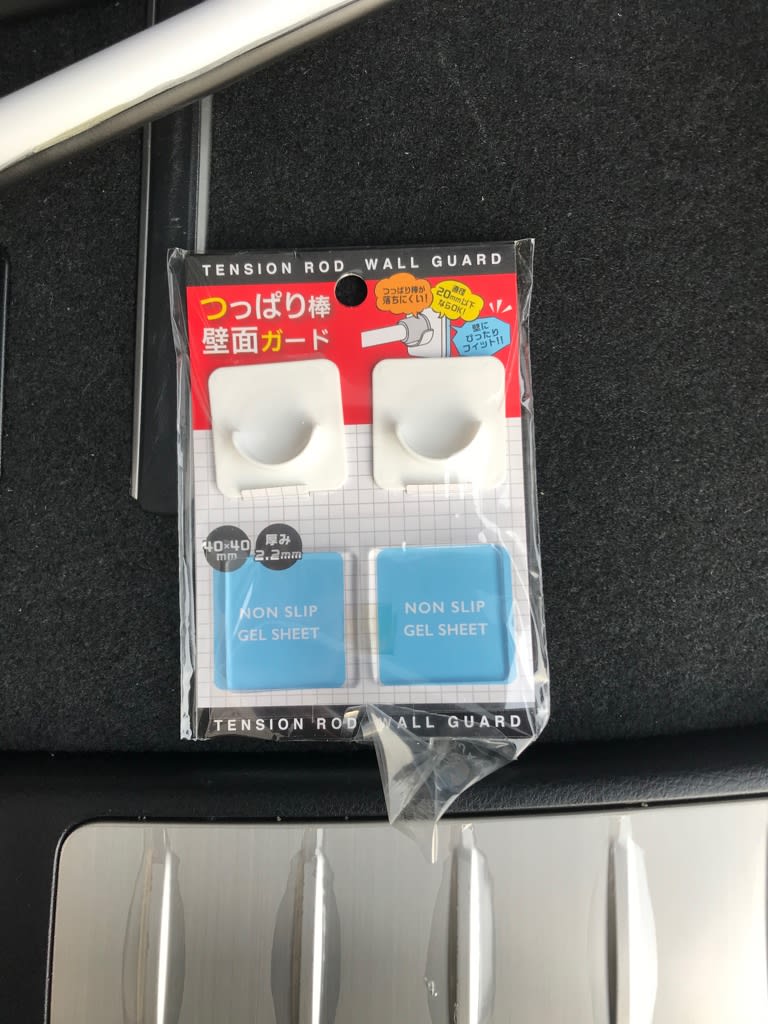 TENSION ROD WALL GUARD
つっぱり棒
壁面ガード
つっぱり棒が
落ちにくい!
直径
20mm以下
ならOK!
壁に
ぴったり
フィット!!
40×40
mm
厚み
2.2mm
NON SLIP
GEL SHEET
NON SLIP
GEL SHEET
TENSION ROD WALL GUARD